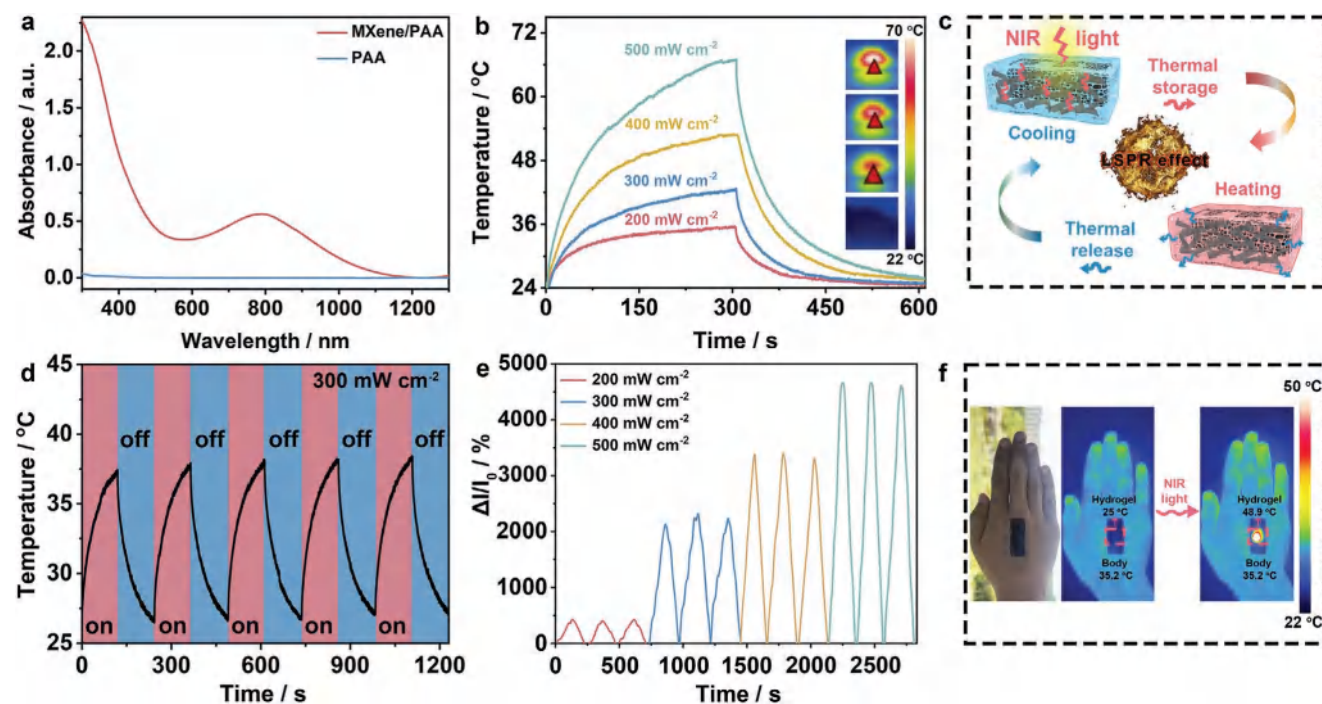 a
MXene/PAA
PAA
2.0
1.5
1.0
0.5
0.0
Absorbance / a.u.
400
600
800
1000
1200
Wavelength / nm
b
72
60
48
36
24
Temperature / °C
500 mW cm-2
400 mW cm-2
300 mW cm-2
200 mW cm-2
70 °C
22 °C
0
150
300
450
600
Time / s
c
NIR light
Thermal
storage
Cooling
LSPR effect
Heating
Thermal
release
d
300 mW cm-2
45
40
35
30
25
Temperature / °C
off
off
off
off
off
on
on
on
on
on
0
300
600
900
1200
Time / s
e
200 mW cm-2
300 mW cm-2
400 mW cm-2
500 mW cm-2
5000
4000
3000
2000
1000
0
ΔI/I0 / %
0
500
1000
1500
2000
2500
Time / s
f
50 °C
22 °C
Hydrogel
25 °C
Body
35.2 °C
NIR
light
Hydrogel
48.9 °C
Body
35.2 °C